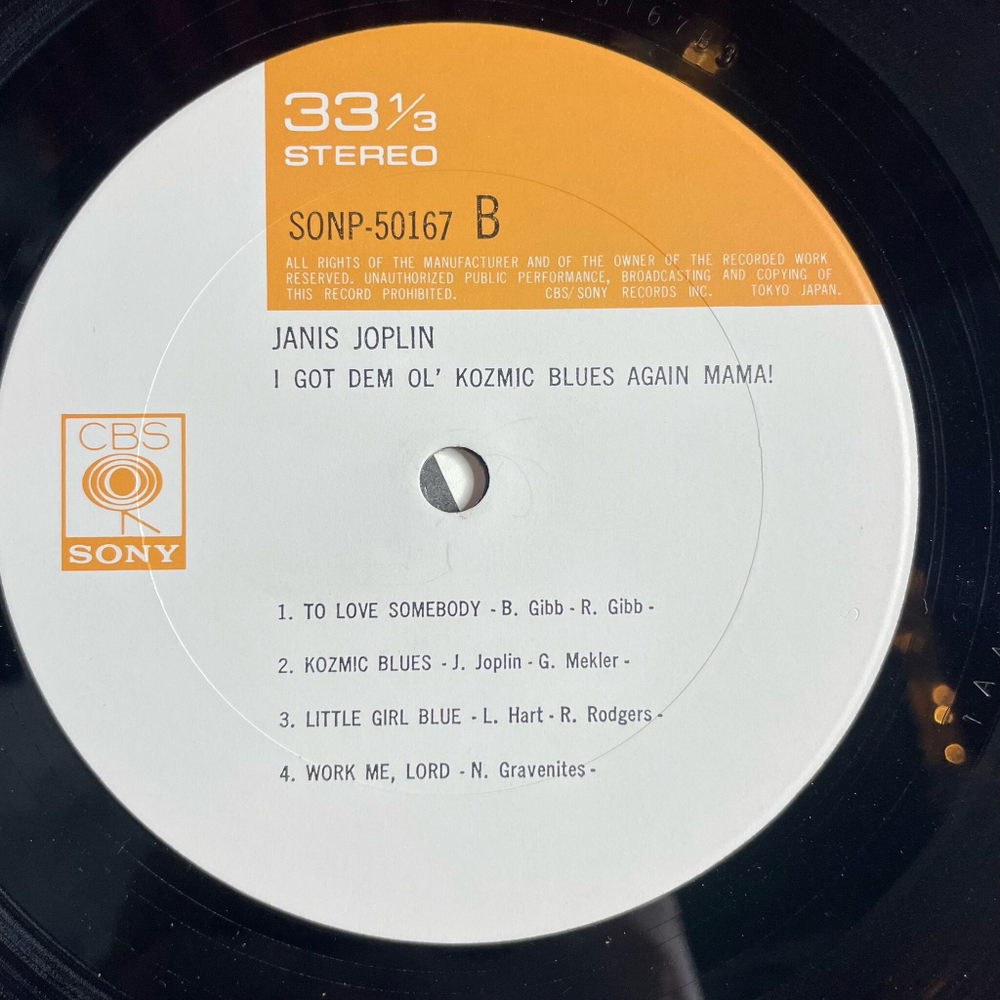 33 1/3
STEREO
SONP-50167 B
ALL RIGHTS OF THE MANUFACTURER AND OF THE OWNER OF THE RECORDED WORK
RESERVED. UNAUTHORIZED PUBLIC PERFORMANCE, BROADCASTING AND COPYING OF
THIS RECORD PROHIBITED. CBS/SONY RECORDS INC. TOKYO JAPAN.
JANIS JOPLIN
I GOT DEM OL' KOZMIC BLUES AGAIN MAMA!
CBS
SONY
1. TO LOVE SOMEBODY - B. Gibb - R. Gibb -
2. KOZMIC BLUES - J. Joplin - G. Mekler -
3. LITTLE GIRL BLUE - L. Hart - R. Rodgers -
4. WORK ME, LORD - N. Gravenites -